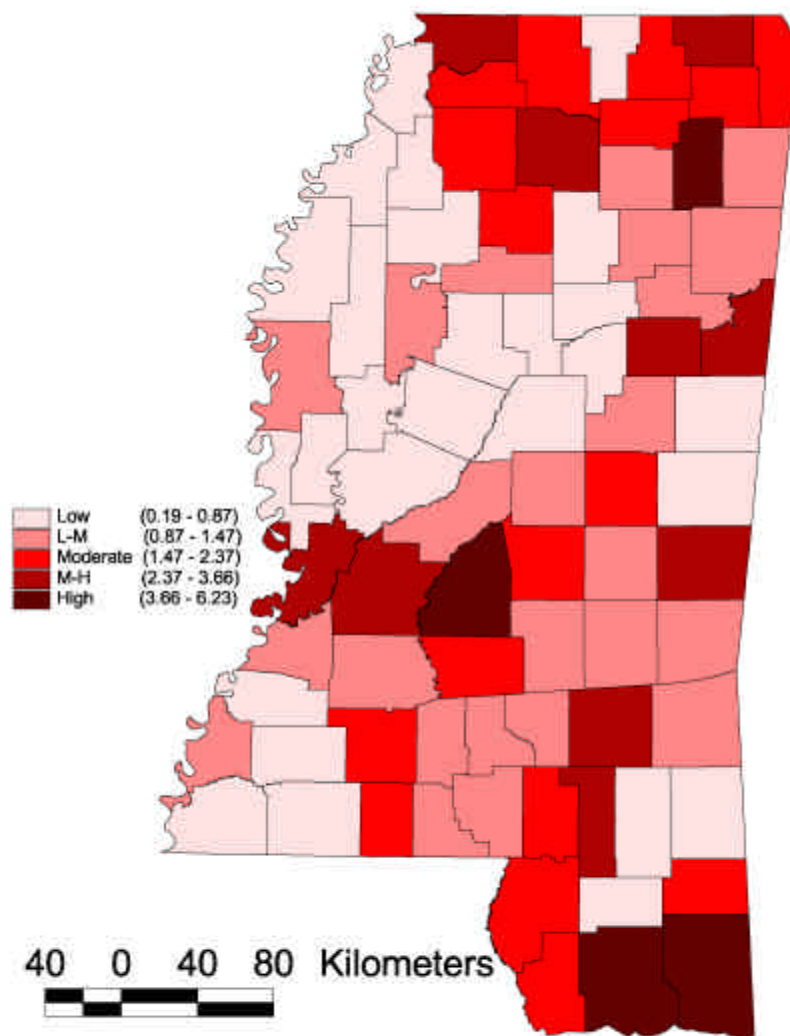 Low (0.19 - 0.87)
L-M (0.87 - 1.47)
Moderate (1.47 - 2.37)
M-H (2.37 - 3.66)
High (3.66 - 6.23)
40 0 40 80 Kilometers